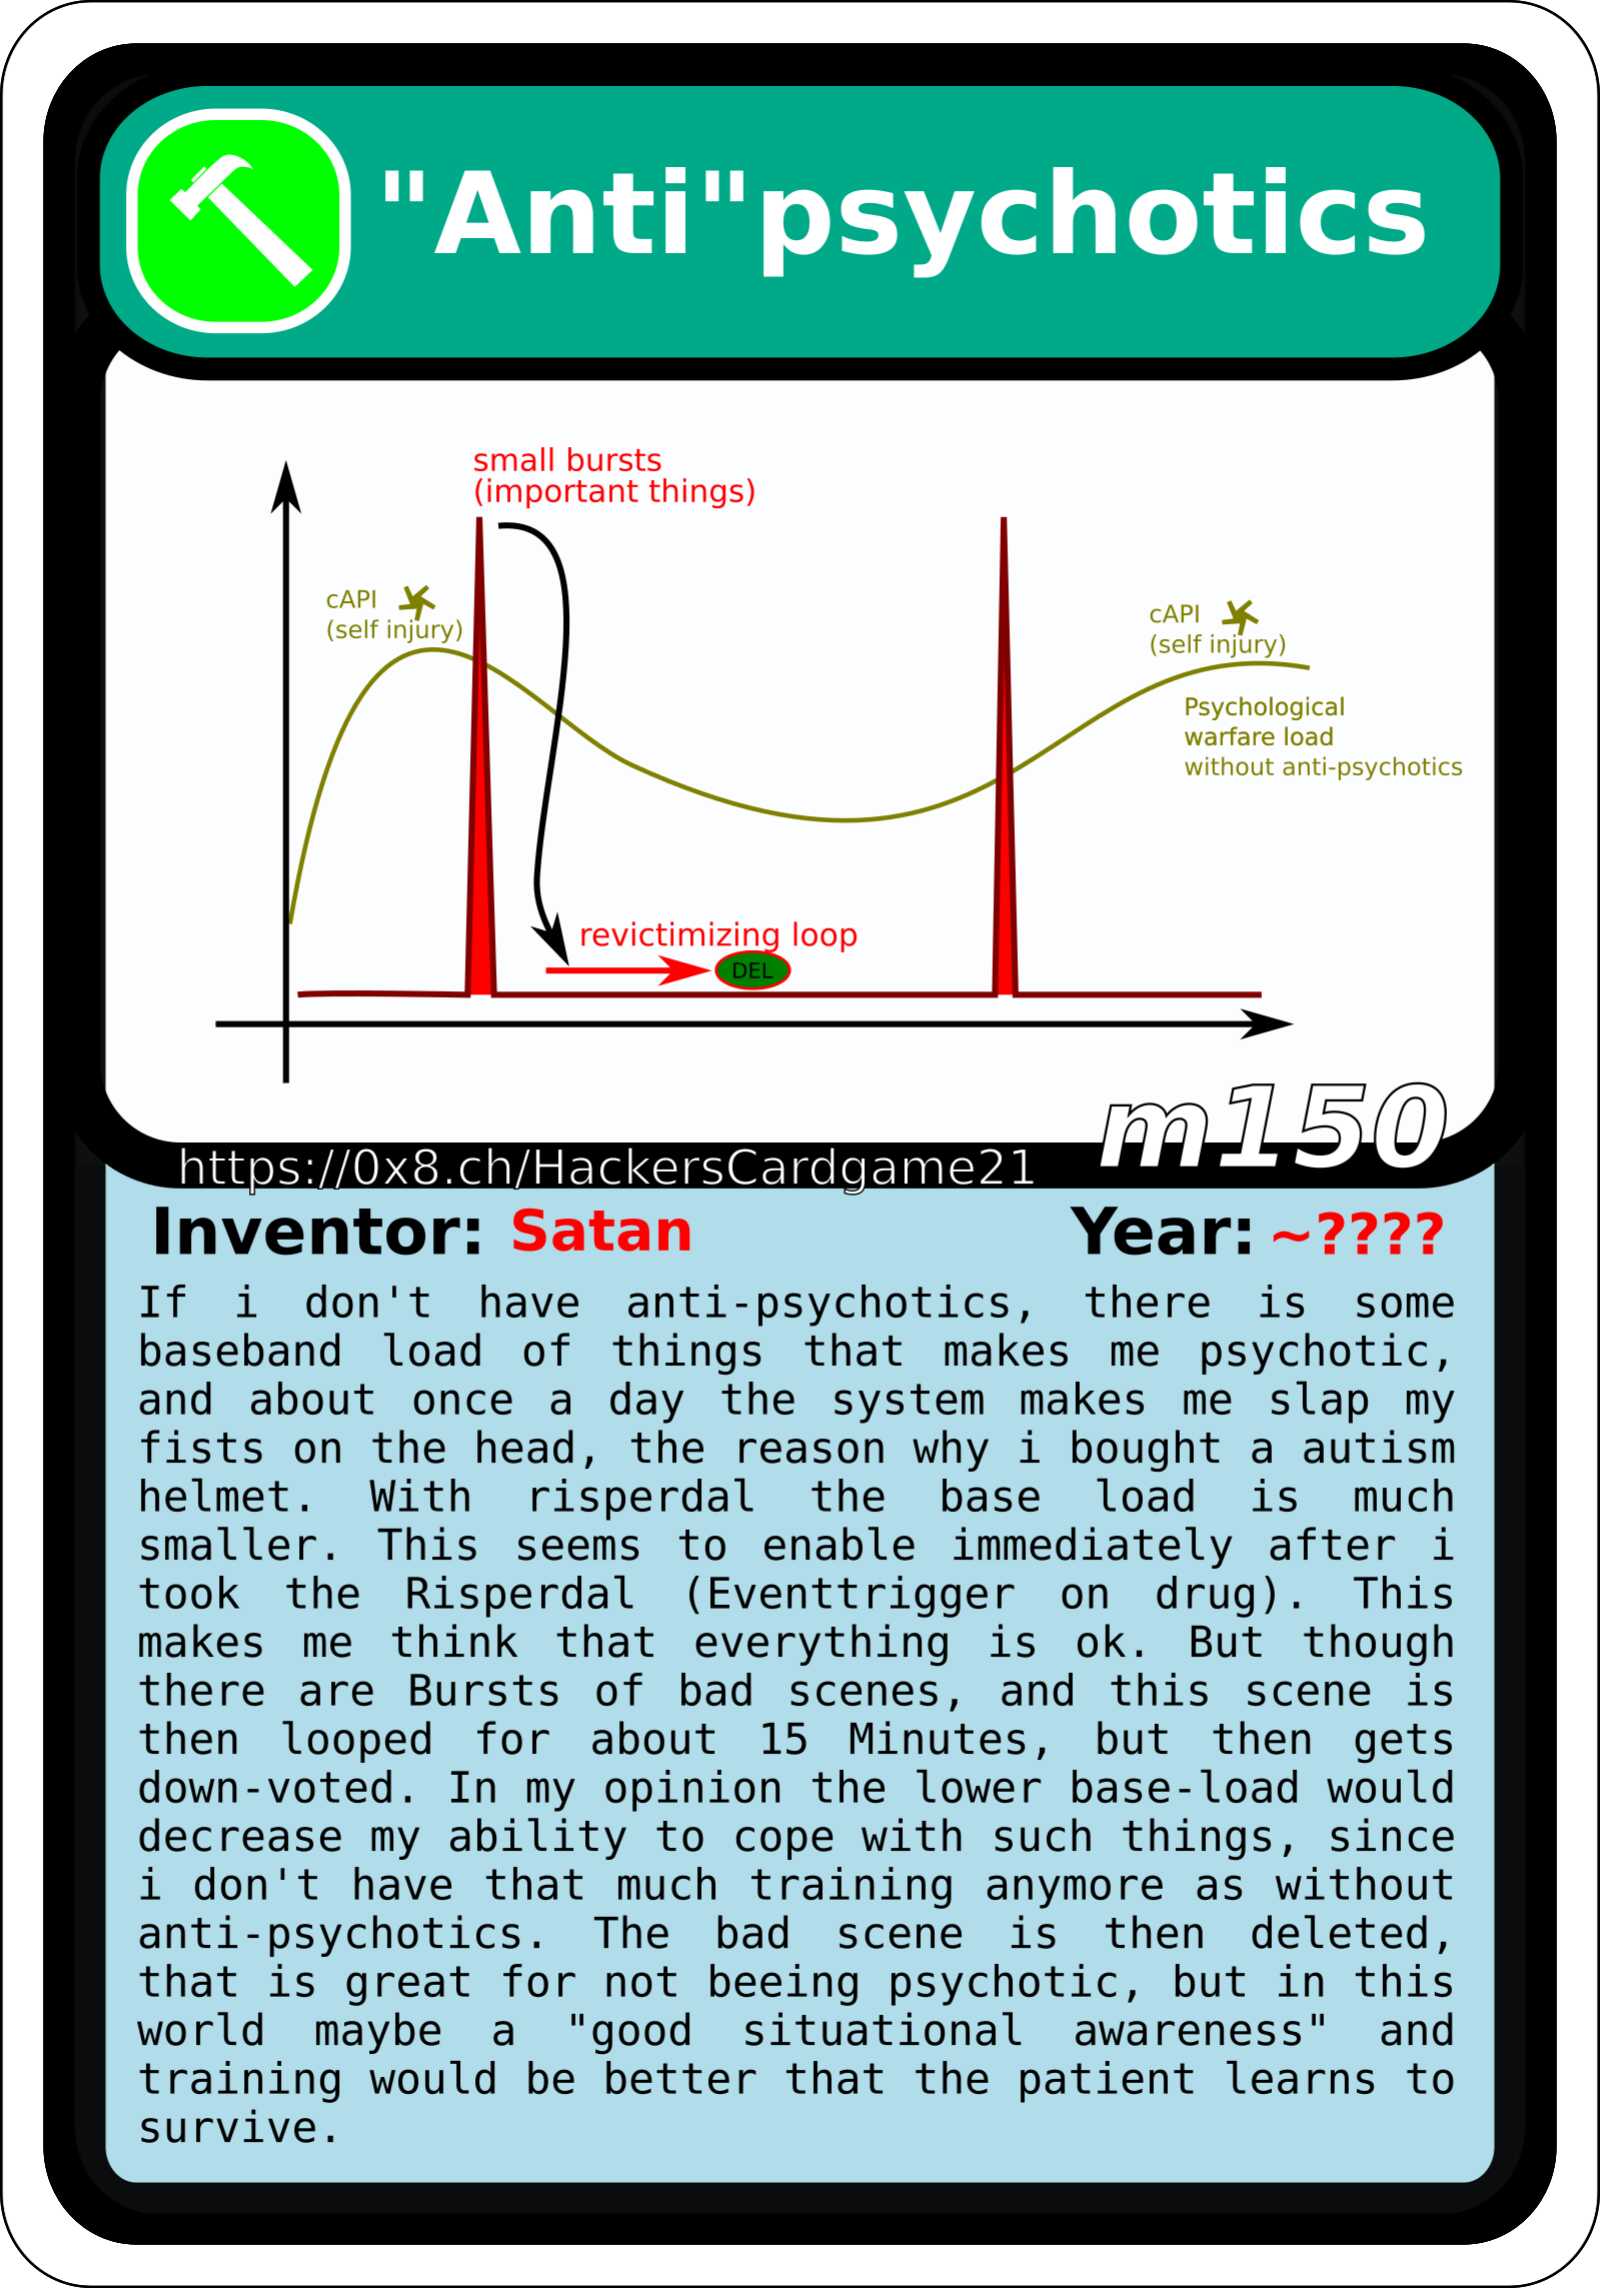 "Anti"psychotics
small bursts
(important things)
cAPI
(self injury)
cAPI
(self injury)
Psychological
warfare load
without anti-psychotics
revictimizing loop
DEL
m150
https://0x8.ch/HackersCardgame21
Inventor: Satan Year: ~????
If i don't have anti-psychotics, there is some
baseband load of things that makes me psychotic,
and about once a day the system makes me slap my
fists on the head, the reason why i bought a autism
helmet. With risperdal the base load is much
smaller. This seems to enable immediately after i
took the Risperdal (Eventtrigger on drug). This
makes me think that everything is ok. But though
there are Bursts of bad scenes, and this scene is
then looped for about 15 Minutes, but then gets
down-voted. In my opinion the lower base-load would
decrease my ability to cope with such things, since
i don't have that much training anymore as without
anti-psychotics. The bad scene is then deleted,
that is great for not beeing psychotic, but in this
world maybe a "good situational awareness" and
training would be better that the patient learns to
survive.